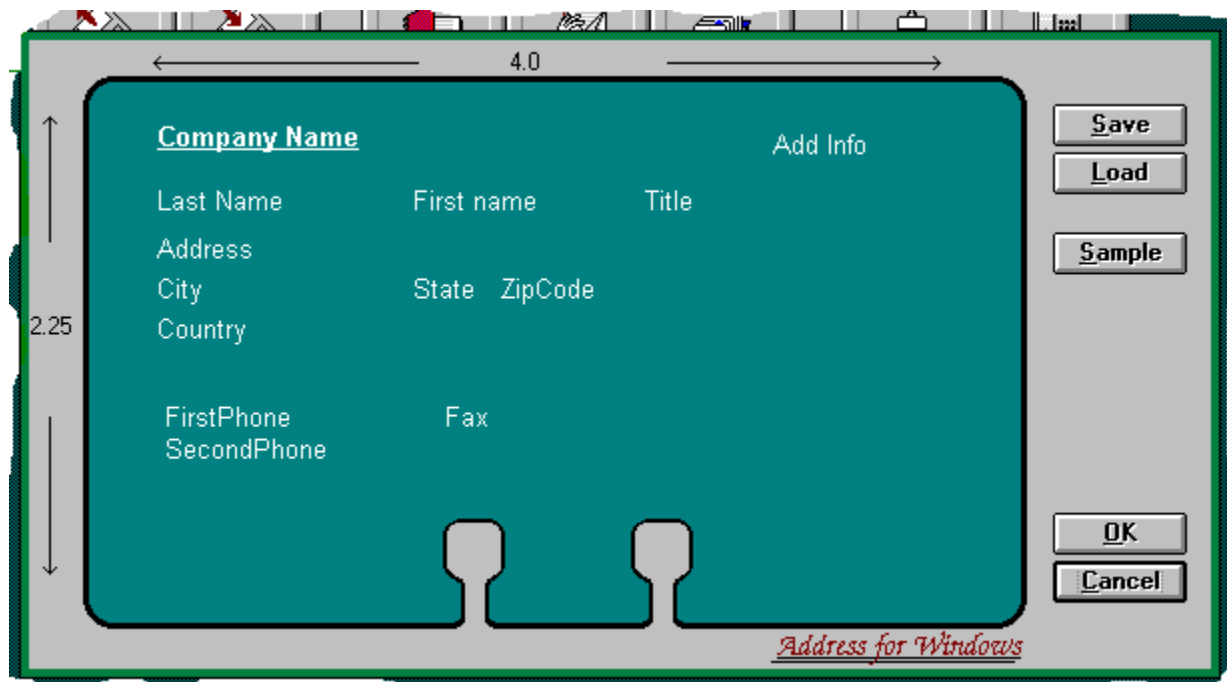 4.0
Company Name
Add Info
Save
Load
Last Name First name Title
Address
Sample
City State ZipCode
2.25
Country
FirstPhone Fax
SecondPhone
OK
Cancel
Address for Windows